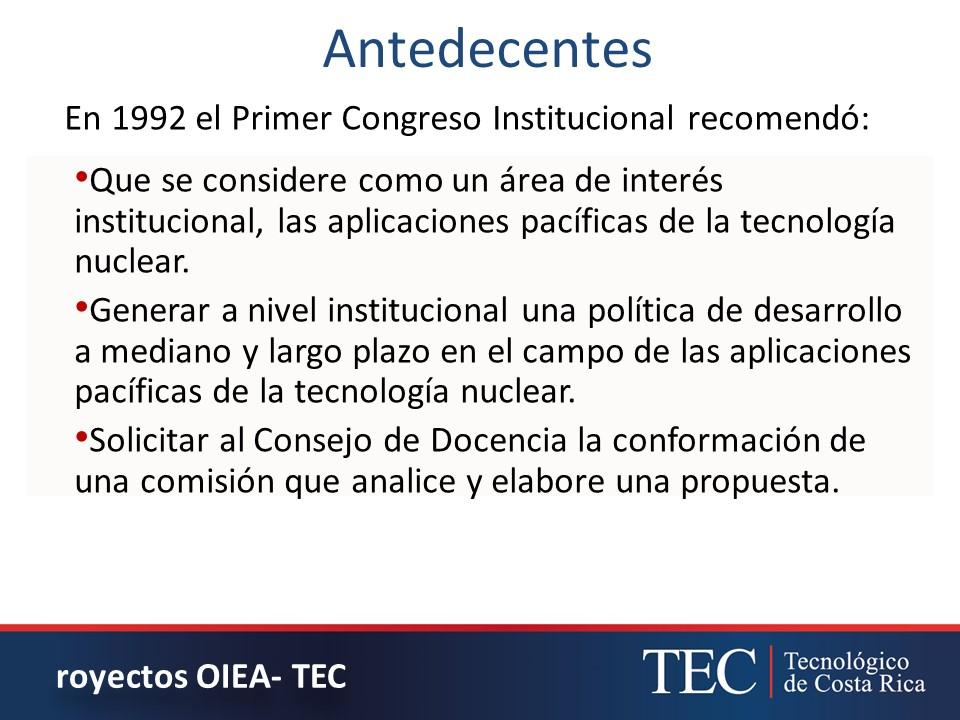 Antedecentes
En 1992 el Primer Congreso Institucional recomendó:
•Que se considere como un área de interés
institucional, las aplicaciones pacíficas de la tecnología
nuclear.
•Generar a nivel institucional una política de desarrollo
a mediano y largo plazo en el campo de las aplicaciones
pacíficas de la tecnología nuclear.
•Solicitar al Consejo de Docencia la conformación de
una comisión que analice y elabore una propuesta.
royectos OIEA- TEC
TEC
Tecnológico
de Costa Rica